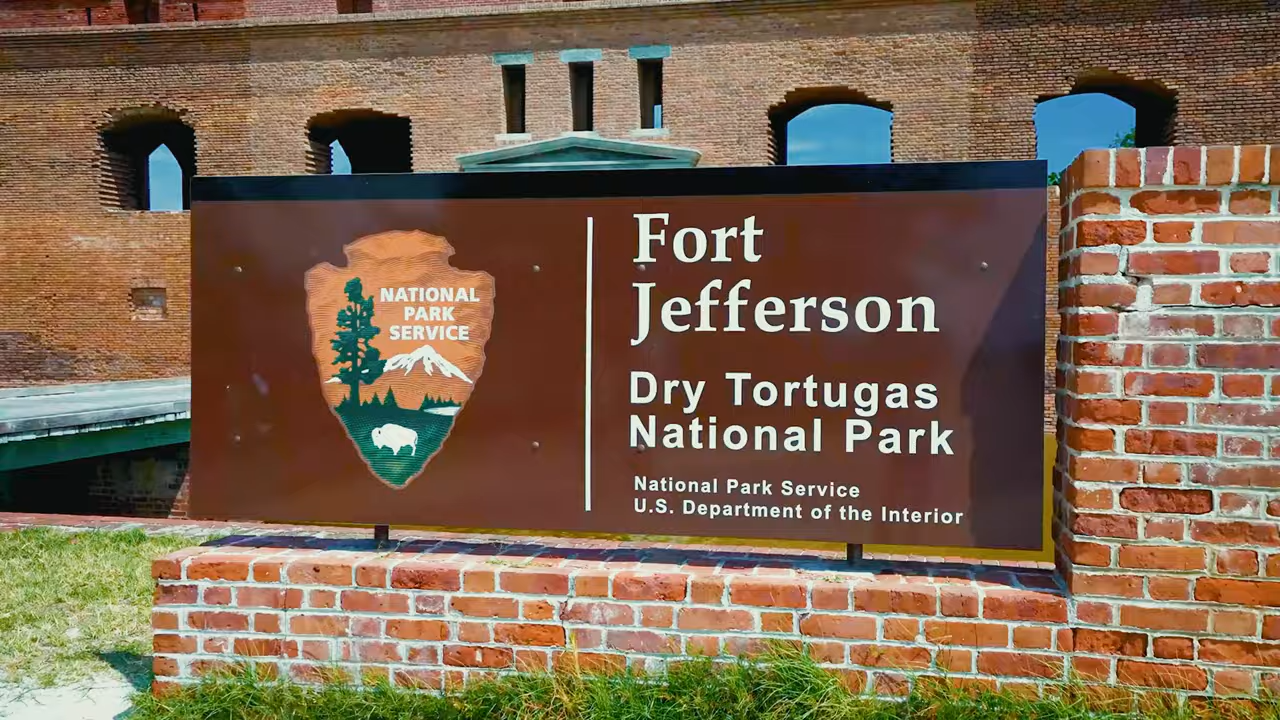 NATIONAL
PARK
SERVICE
Fort
Jefferson
Dry Tortugas
National Park
National Park Service
U.S. Department of the Interior